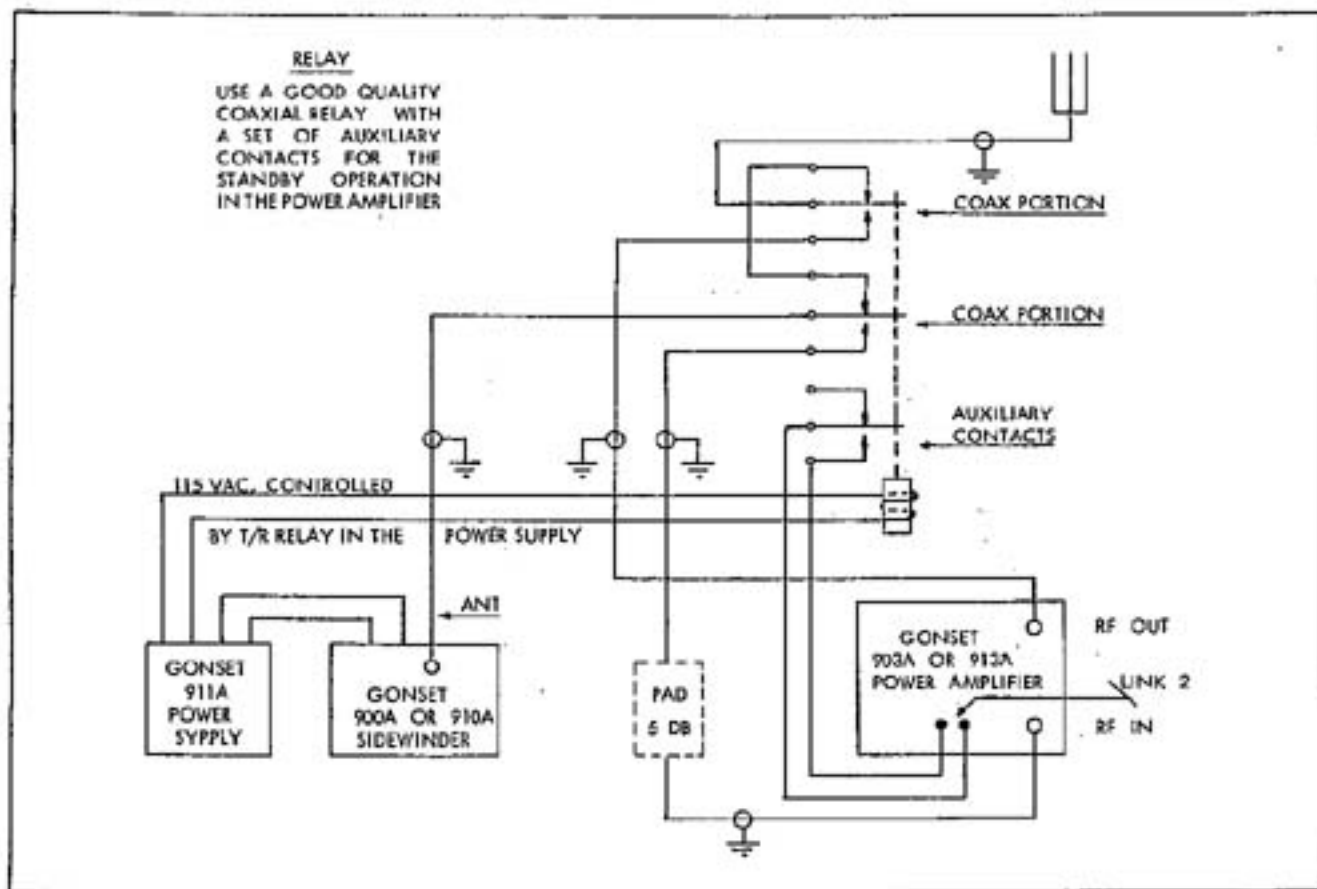 RELAY
USE A GOOD QUALITY
COAXIAL RELAY WITH
A SET OF AUXILIARY
CONTACTS FOR THE
STANDBY OPERATION
IN THE POWER AMPLIFIER
COAX PORTION
COAX PORTION
AUXILIARY
CONTACTS
115 VAC, CONTROLLED
BY T/R RELAY IN THE POWER SUPPLY
ANT
GONSET
911A
POWER
SYPPLY
GONSET
900A OR 910A
SIDEWINDER
PAD
5 DB
GONSET
903A OR 913A
POWER AMPLIFIER
RF OUT
LINK 2
RF IN